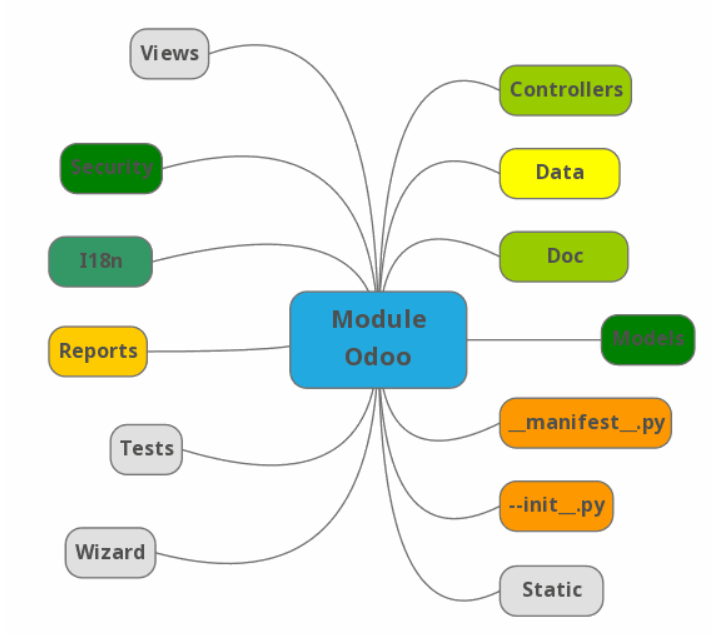 Views
Controllers
Security
Data
I18n
Doc
Module
Odoo
Reports
Models
Tests
__manifest__.py
--init__.py
Wizard
Static